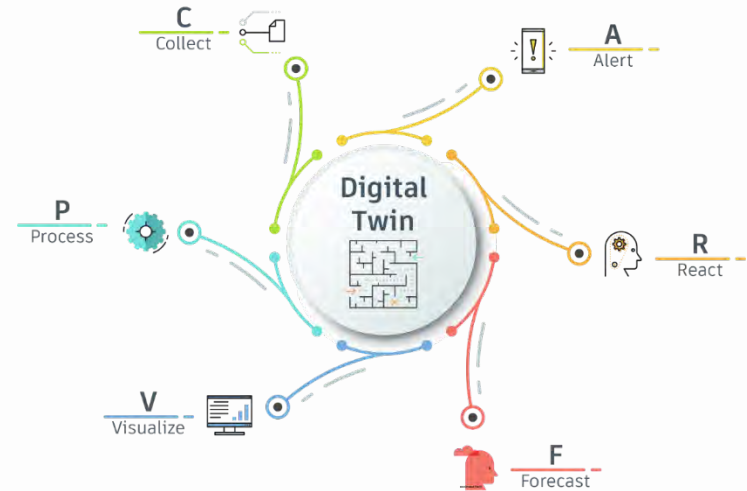 C
Collect
A
Alert
Digital
Twin
P
Process
R
React
V
Visualize
F
Forecast